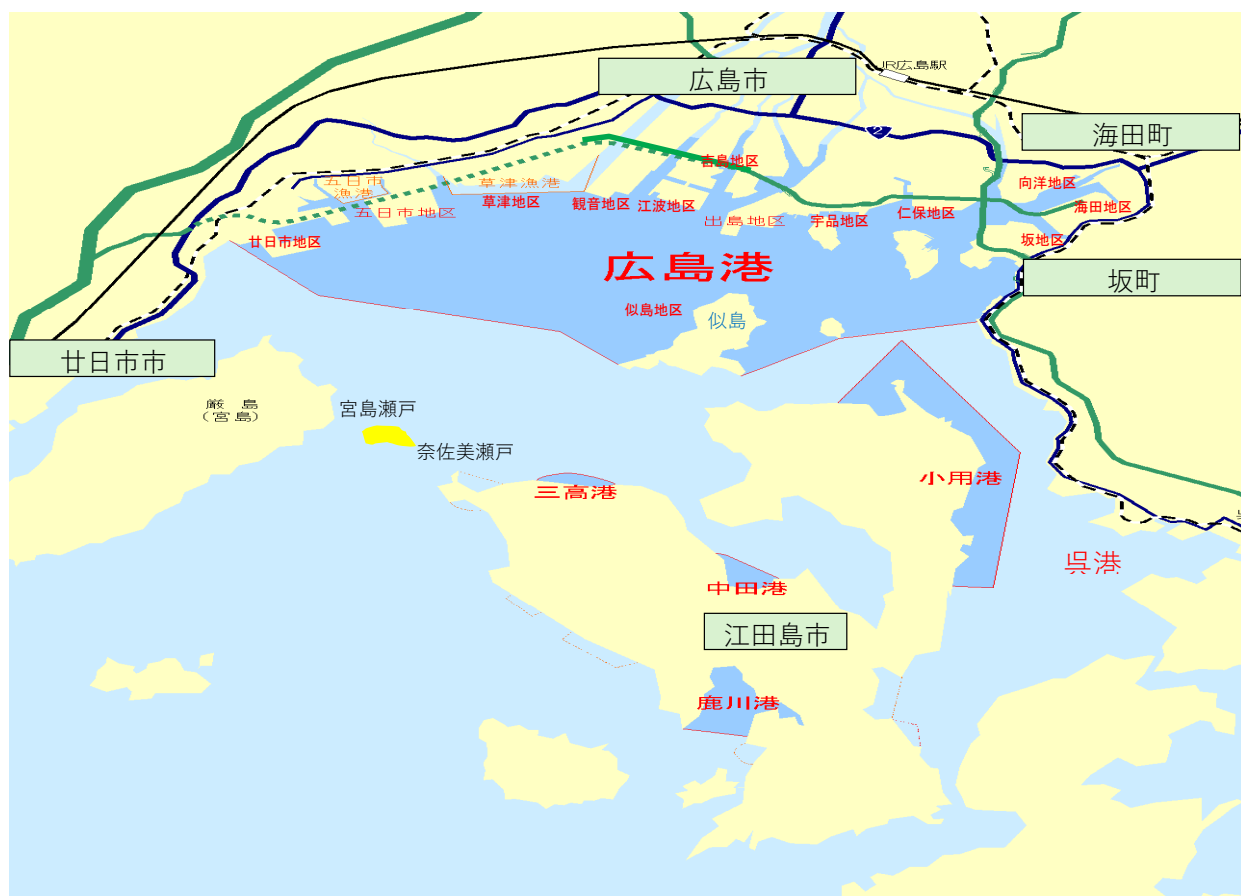 JR広島駅
広島市
2
海田町
吉島地区
五日市
漁港
草津漁港
向洋地区
草津地区
観音地区
江波地区
五日市地区
出島地区
宇品地区
仁保地区
海田地区
廿日市地区
坂地区
広島港
坂町
似島地区
似島
廿日市市
厳島
(宮島)
宮島瀬戸
奈佐美瀬戸
三高港
小用港
呉港
中田港
江田島市
鹿川港